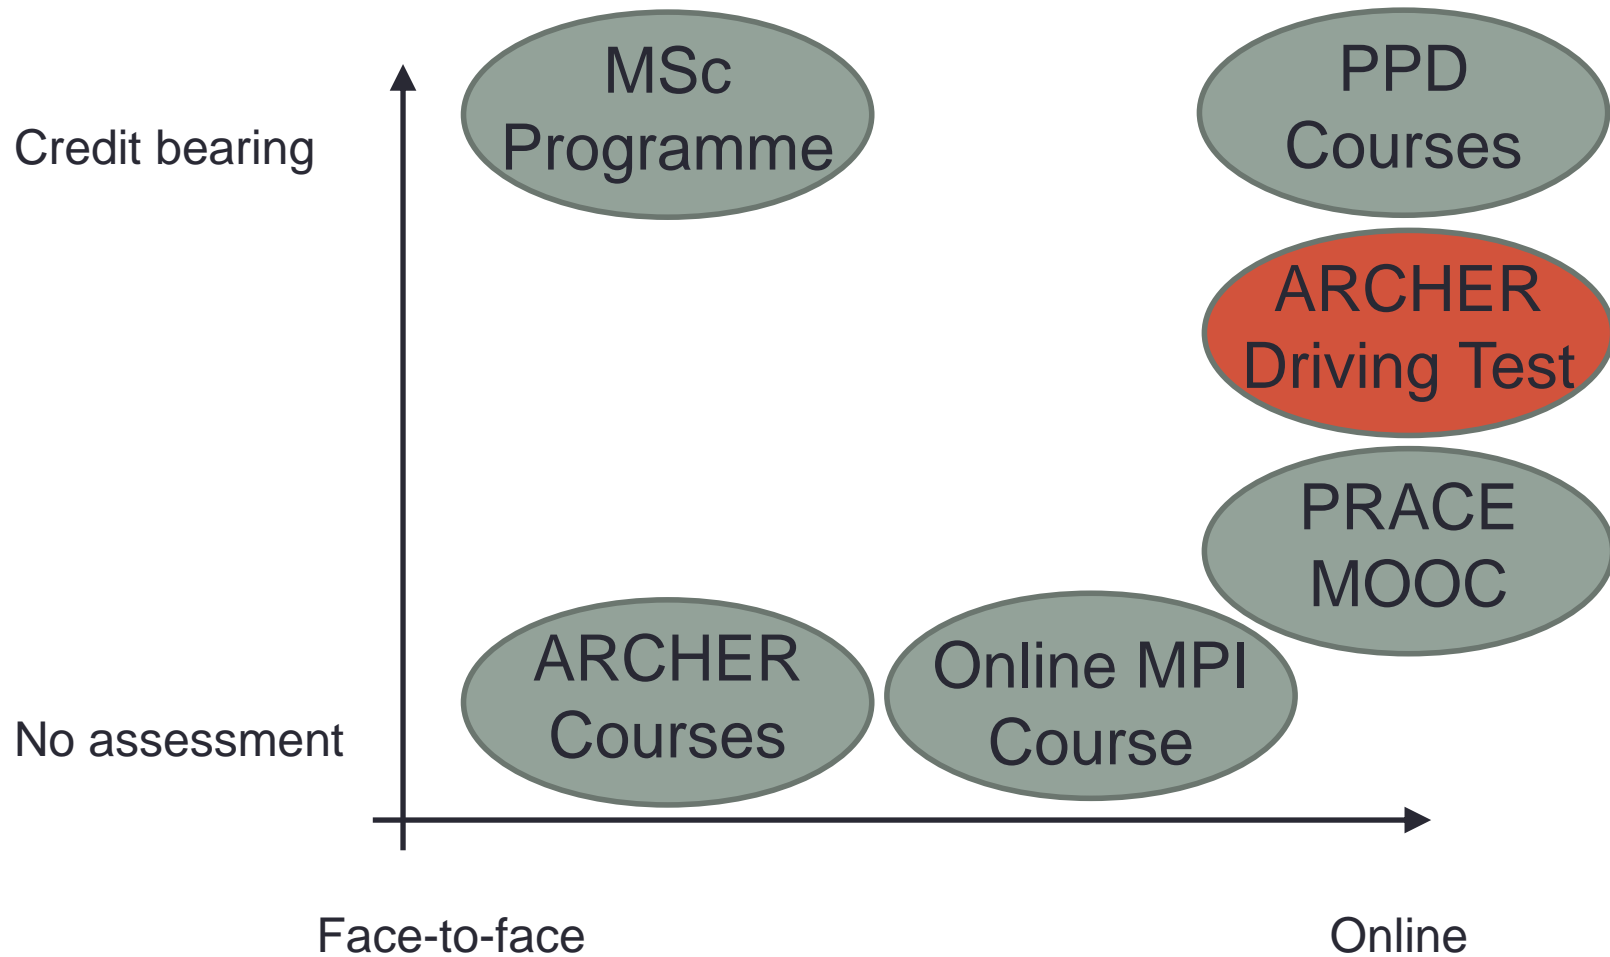 MSc
Programme
PPD
Courses
Credit bearing
ARCHER
Driving Test
PRACE
MOOC
ARCHER
Courses
Online MPI
Course
No assessment
Face-to-face
Online